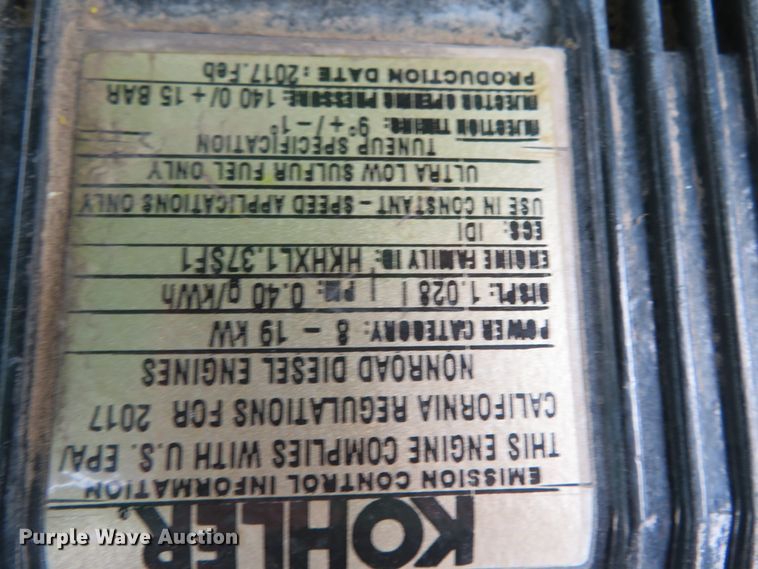 KOHLER®
EMISSION CONTROL INFORMATION
THIS ENGINE COMPLIES WITH U.S. EPA/
CALIFORNIA REGULATIONS FOR 2017
NONROAD DIESEL ENGINES
POWER CATEGORY: 8 - 19 kW
DISPL: 1.028 l PM: 0.40 g/kWh
ENGINE FAMILY ID: HKHXL1.37SF1
ECS: IDI
USE IN CONSTANT - SPEED APPLICATIONS ONLY
ULTRA LOW SULFUR FUEL ONLY
TUNEUP SPECIFICATION
INJECTION TIMING: 9°+/-1°
INJECTOR OPENING PRESSURE: 140 0/+ 15 BAR
PRODUCTION DATE: 2017.Feb
Purple Wave Auction